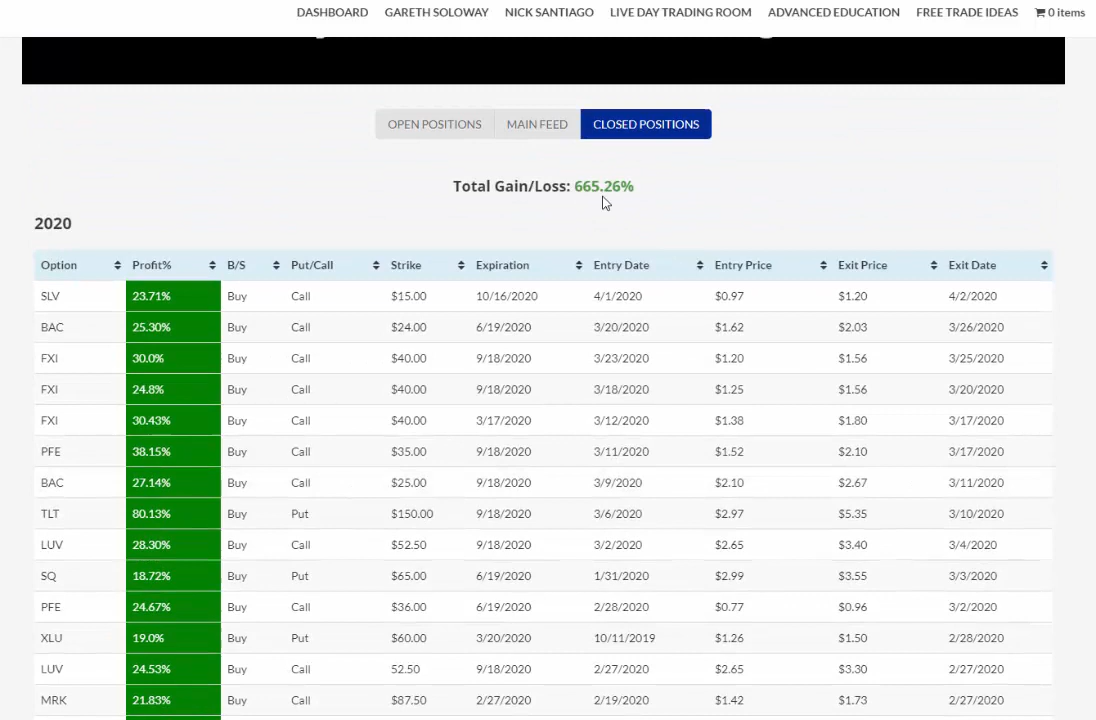 DASHBOARD GARETH SOLOWAY NICK SANTIAGO LIVE DAY TRADING ROOM ADVANCED EDUCATION FREE TRADE IDEAS 0 items
OPEN POSITIONS MAIN FEED CLOSED POSITIONS
Total Gain/Loss: 665.26%
2020
Option Profit% B/S Put/Call Strike Expiration Entry Date Entry Price Exit Price Exit Date
SLV 23.71% Buy Call $15.00 10/16/2020 4/1/2020 $0.97 $1.20 4/2/2020
BAC 25.30% Buy Call $24.00 6/19/2020 3/20/2020 $1.62 $2.03 3/26/2020
FXI 30.0% Buy Call $40.00 9/18/2020 3/23/2020 $1.20 $1.56 3/25/2020
FXI 24.8% Buy Call $40.00 9/18/2020 3/18/2020 $1.25 $1.56 3/20/2020
FXI 30.43% Buy Call $40.00 3/17/2020 3/12/2020 $1.38 $1.80 3/17/2020
PFE 38.15% Buy Call $35.00 9/18/2020 3/11/2020 $1.52 $2.10 3/17/2020
BAC 27.14% Buy Call $25.00 9/18/2020 3/9/2020 $2.10 $2.67 3/11/2020
TLT 80.13% Buy Put $150.00 9/18/2020 3/6/2020 $2.97 $5.35 3/10/2020
LUV 28.30% Buy Call $52.50 9/18/2020 3/2/2020 $2.65 $3.40 3/4/2020
SQ 18.72% Buy Put $65.00 6/19/2020 1/31/2020 $2.99 $3.55 3/3/2020
PFE 24.67% Buy Call $36.00 6/19/2020 2/28/2020 $0.77 $0.96 3/2/2020
XLU 19.0% Buy Put $60.00 3/20/2020 10/11/2019 $1.26 $1.50 2/28/2020
LUV 24.53% Buy Call 52.50 9/18/2020 2/27/2020 $2.65 $3.30 2/27/2020
MRK 21.83% Buy Call $87.50 2/27/2020 2/19/2020 $1.42 $1.73 2/27/2020